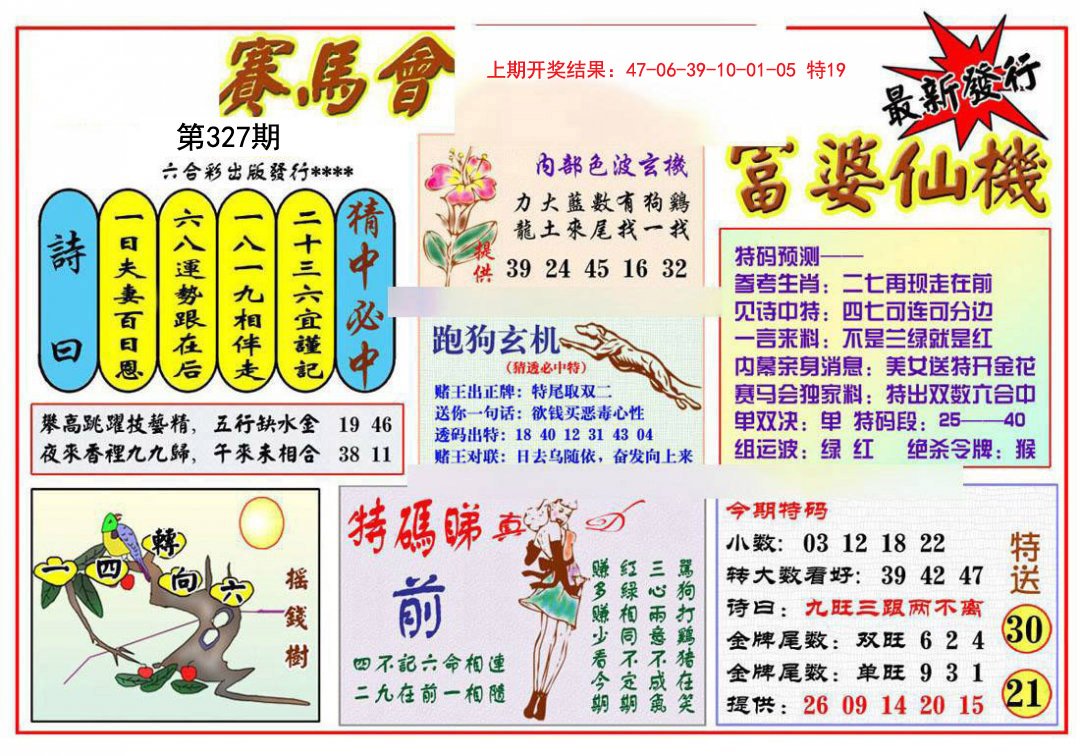 賽馬會
上期开奖结果：47-06-39-10-01-05 特19
最新發行
第327期
六合彩出版發行****
富婆仙機
詩曰
一日夫妻百日恩
六八運勢跟在后
一八一九相伴走
二十三六宜謹記
猜中必中
攀高跳躍技藝精，五行缺水金 19 46
夜來香裡九九歸，午來未相合 38 11
内部色波玄機
力大藍數有狗鷄
龍土來尾找一找
提供
39 24 45 16 32
跑狗玄机
（猪透必中特）
赌王出正牌：特尾取双二
送你一句话：欲钱买恶毒心性
透码出特：18 40 12 31 43 04
赌王对联：日去乌随依，奋发向上来
特码预测——
参考生肖：二七再现走在前
见诗中特：四七可连可分边
一言来料：不是兰绿就是红
内幕亲身消息：美女送特开金花
赛马会独家料：特出双数六合中
单双决：单 特码段：25——40
组运波：绿 红 绝杀令牌：猴
一四轉向六
摇錢樹
特碼睇真D
前
四不記六命相連
二九在前一相隨
罵狗打鷄猪在笑
三心兩意不成魚
红綠相同不定期
赚多赚少看今期
今期特码
小数：03 12 18 22
转大数看好：39 42 47
诗曰：九旺三跟两不离
金牌尾数：双旺 6 2 4
金牌尾数：单旺 9 3 1
提供：26 09 14 20 15
特送
30
21